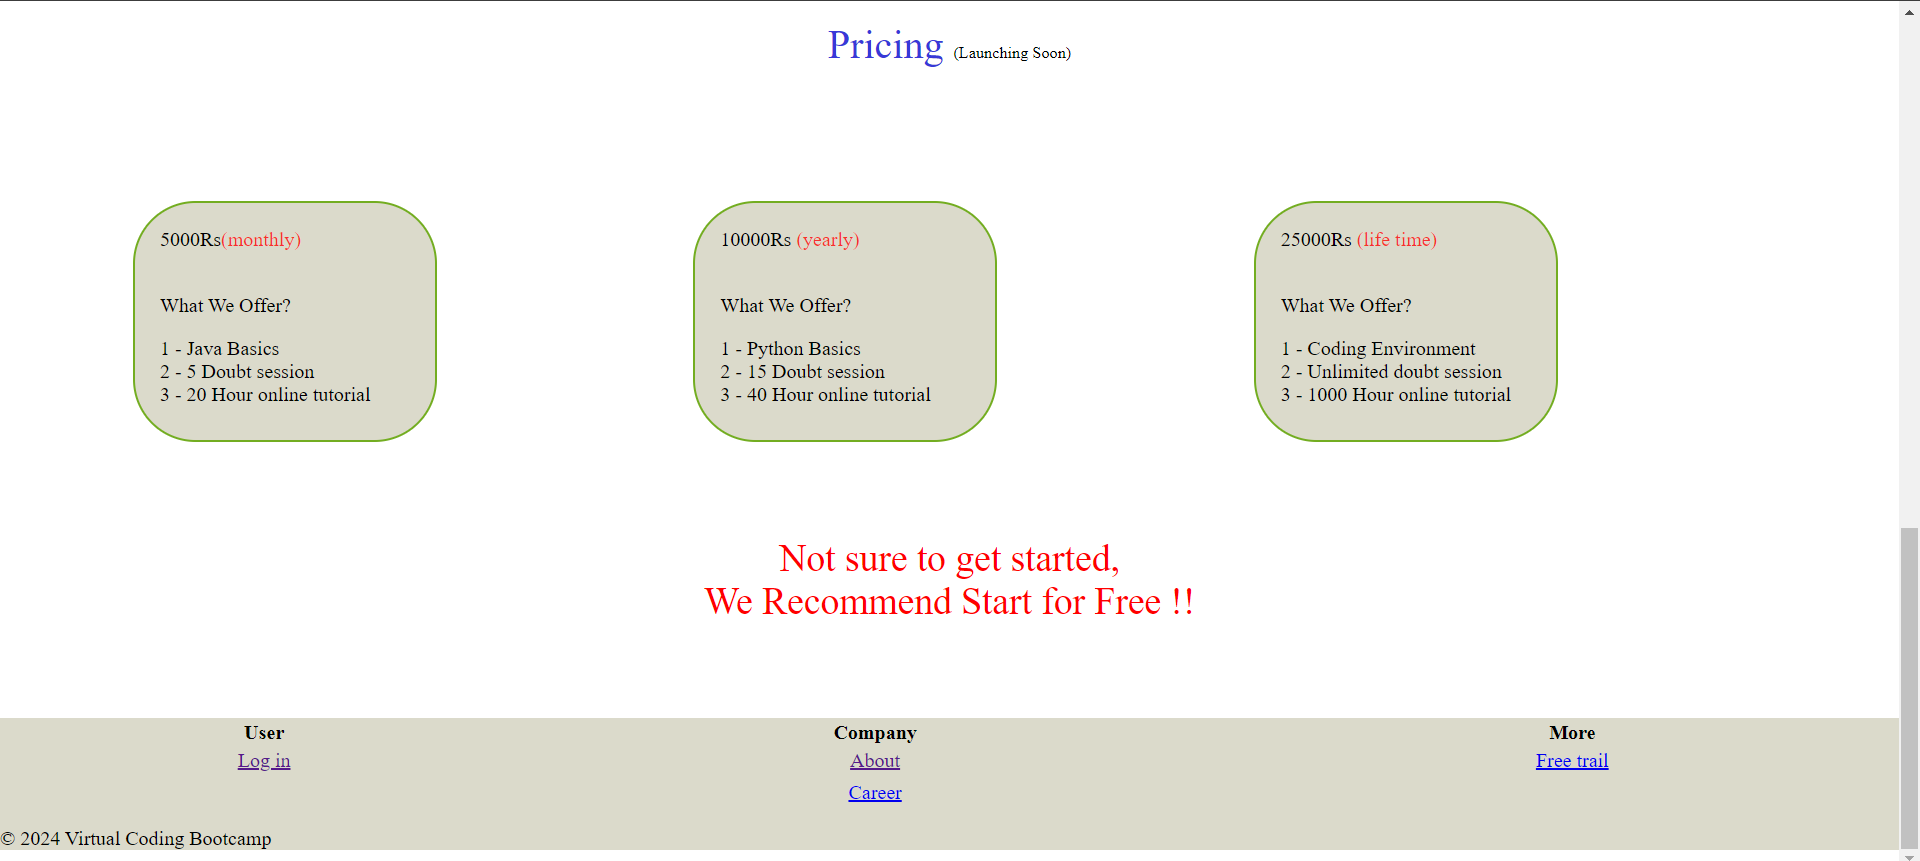 Pricing (Launching Soon)
5000Rs(monthly)
What We Offer?
1 - Java Basics
2 - 5 Doubt session
3 - 20 Hour online tutorial
10000Rs (yearly)
What We Offer?
1 - Python Basics
2 - 15 Doubt session
3 - 40 Hour online tutorial
25000Rs (life time)
What We Offer?
1 - Coding Environment
2 - Unlimited doubt session
3 - 1000 Hour online tutorial
Not sure to get started,
We Recommend Start for Free !!
User
Log in
Company
About
Career
More
Free trail
© 2024 Virtual Coding Bootcamp